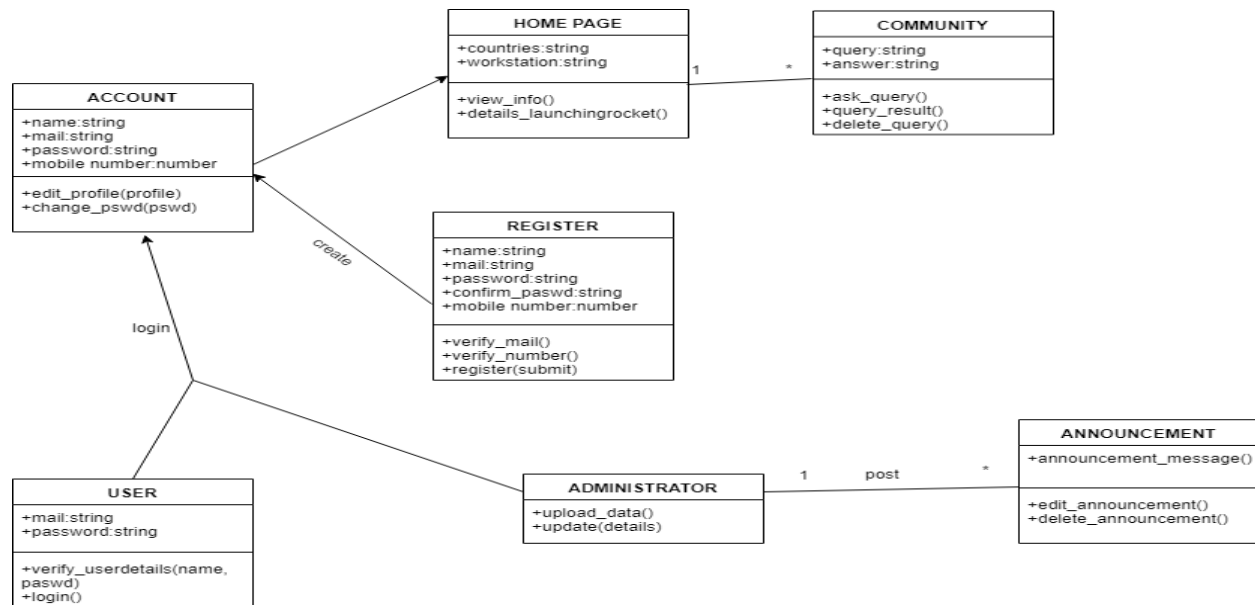 HOME PAGE
+countries:string
+workstation:string
+view_info()
+details_launchingrocket()
1
*
COMMUNITY
+query:string
+answer:string
+ask_query()
+query_result()
+delete_query()
ACCOUNT
+name:string
+mail:string
+password:string
+mobile number:number
+edit_profile(profile)
+change_pswd(pswd)
create
REGISTER
+name:string
+mail:string
+password:string
+confirm_paswd:string
+mobile number:number
+verify_mail()
+verify_number()
+register(submit)
login
USER
+mail:string
+password:string
+verify_userdetails(name,
paswd)
+login()
ADMINISTRATOR
+upload_data()
+update(details)
1
post
*
ANNOUNCEMENT
+announcement_message()
+edit_announcement()
+delete_announcement()